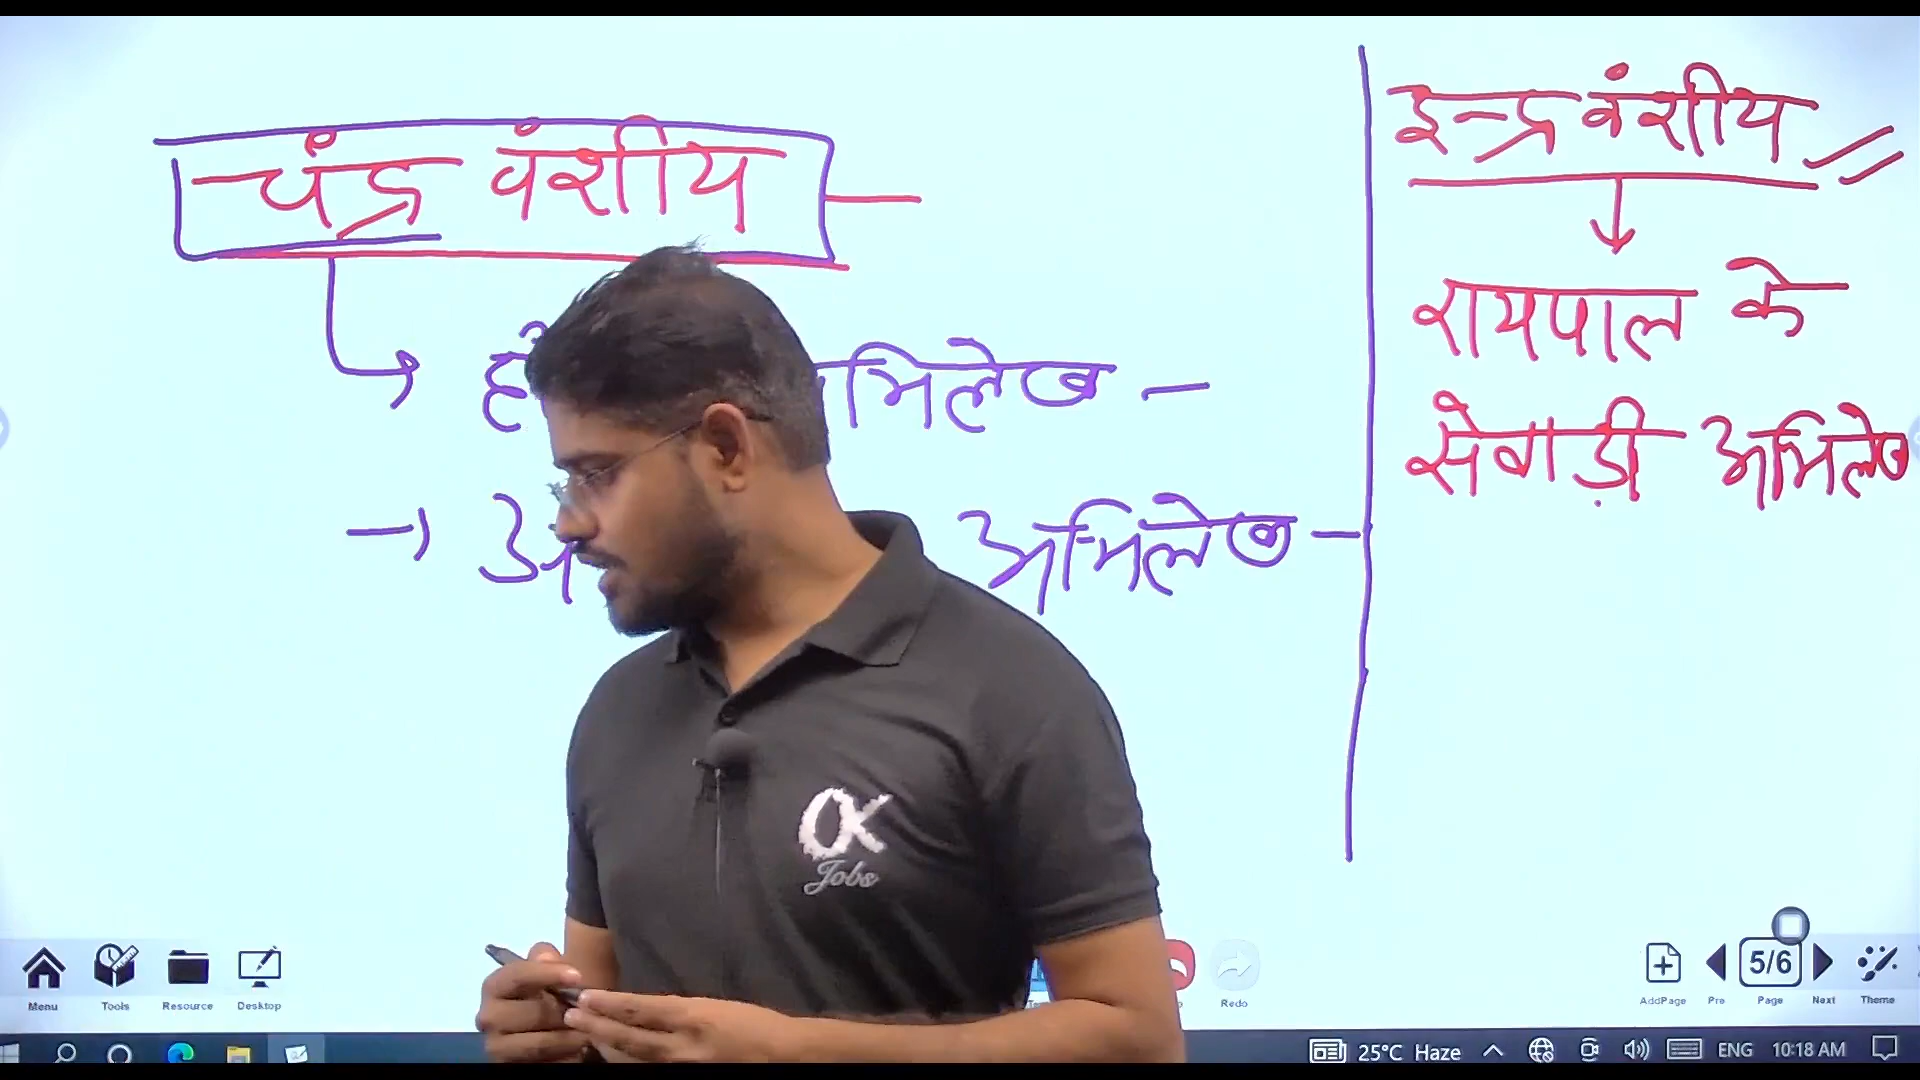 चंद्र वंशीय
अभिलेख
अभिलेख
इन्द्र वंशीय
रायपाल के
सेवाड़ी अभिलेख
OK
Jobs
Menu
Tools
Resource
Desktop
Redo
AddPage
Pre
5/6
Page
Next
Theme
25°C Haze
ENG
10:18 AM